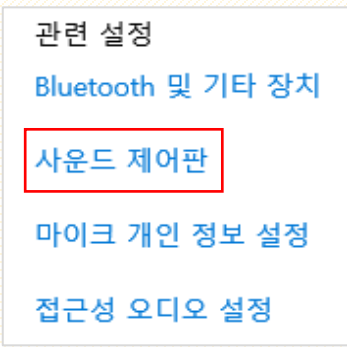 관련 설정
Bluetooth 및 기타 장치
사운드 제어판
마이크 개인 정보 설정
접근성 오디오 설정